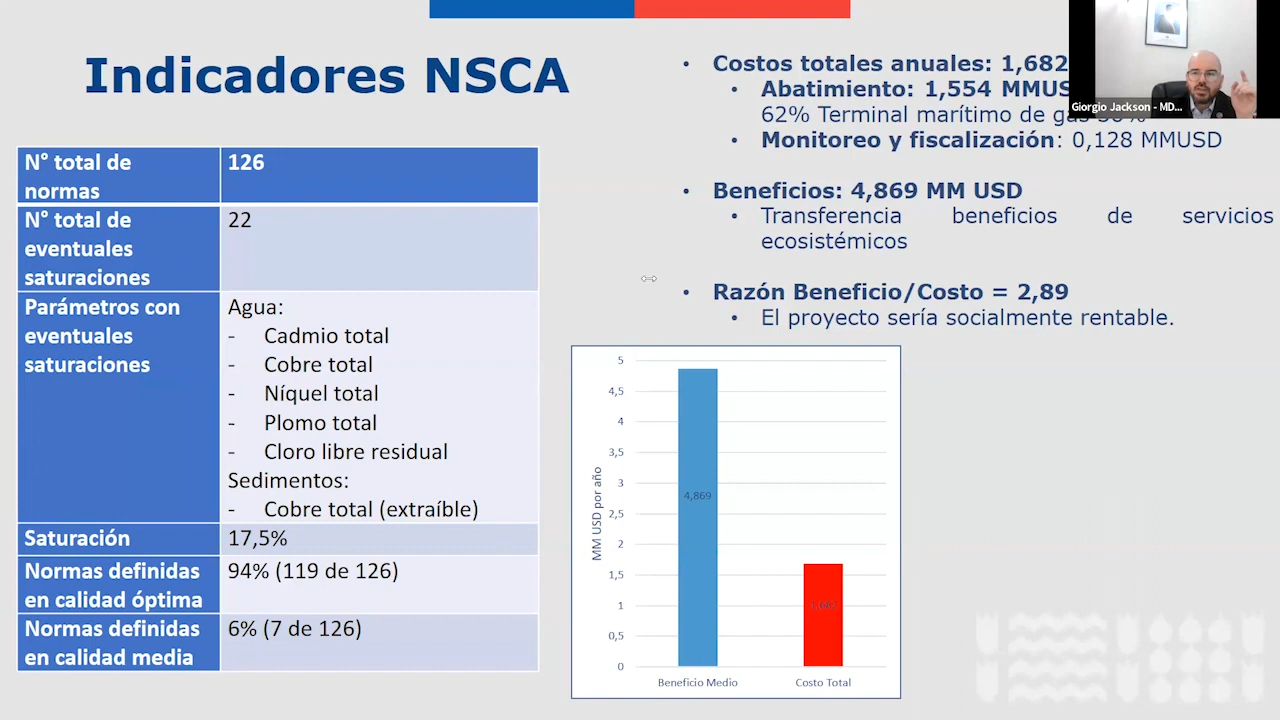 Indicadores NSCA
N° total de
normas
126
N° total de
eventuales
saturaciones
22
Parámetros con
eventuales
saturaciones
Agua:
- Cadmio total
- Cobre total
- Níquel total
- Plomo total
- Cloro libre residual
Sedimentos:
- Cobre total (extraíble)
Saturación
17,5%
Normas definidas
en calidad óptima
94% (119 de 126)
Normas definidas
en calidad media
6% (7 de 126)
• Costos totales anuales: 1,682
• Abatimiento: 1,554
62% Terminal marítimo de
• Monitoreo y fiscalización: 0,128 MMUSD
• Beneficios: 4,869 MM USD
• Transferencia beneficios de servicios
ecosistémicos
• Razón Beneficio/Costo = 2,89
• El proyecto sería socialmente rentable.
MM USD por año
5
4,5
4
3,5
3
2,5
2
1,5
1
0,5
0
4,869
Beneficio Medio
Costo Total
Giorgio Jackson - MD...